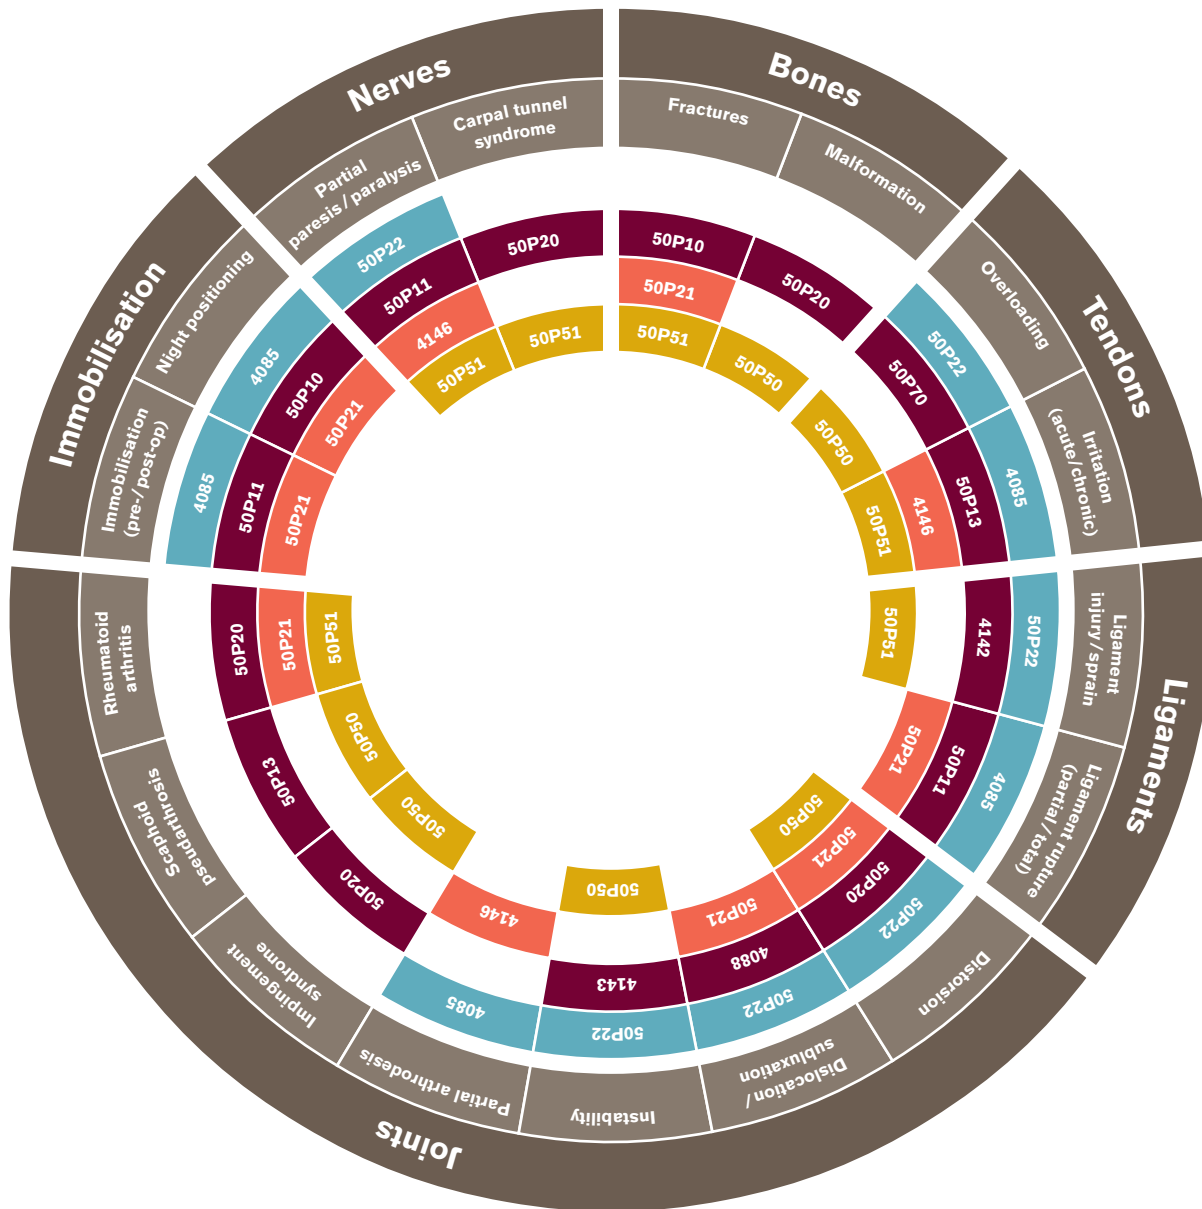 Bones
Fractures
50P10
50P21
50P51
Malformation
50P20
50P50
Tendons
Overloading
50P22
50P70
50P50
Irritation
(acute/chronic)
4085
50P13
4146
50P51
Ligaments
Ligament
injury / sprain
50P22
4142
50P51
Ligament rupture
(partial / total)
4085
50P11
50P21
Joints
Distorsion
50P22
50P20
50P21
50P50
Dislocation /
subluxation
50P22
4088
50P21
Instability
50P22
4143
50P50
Partial arthrodesis
4085
4146
Impingement
syndrome
50P20
50P50
Scaphoid
pseudarthrosis
50P13
50P50
Rheumatoid
arthritis
50P20
50P21
50P51
Immobilisation
Immobilisation
(pre-/post-op)
4085
50P11
50P21
Night positioning
4085
50P10
50P21
Nerves
Partial
paresis / paralysis
50P22
50P11
4146
50P51
Carpal tunnel
syndrome
50P20
50P51